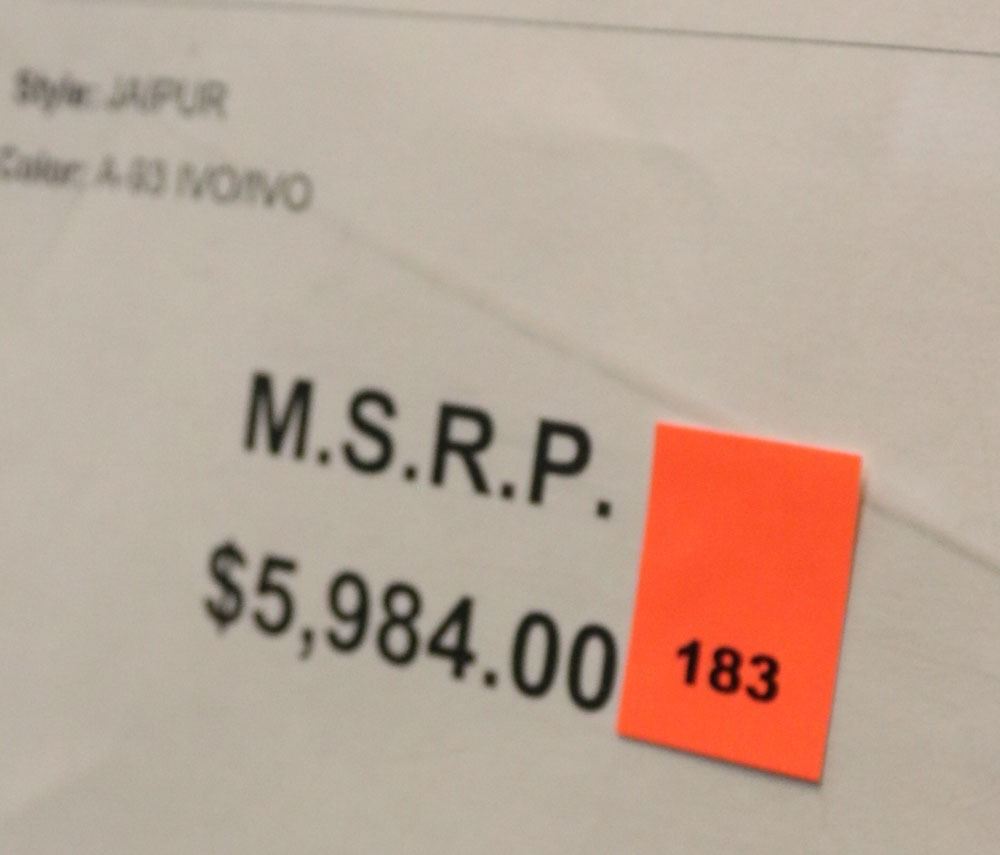 Style: JAIPUR
Color: A-93 IVO/IVO
M.S.R.P.
$5,984.00
183